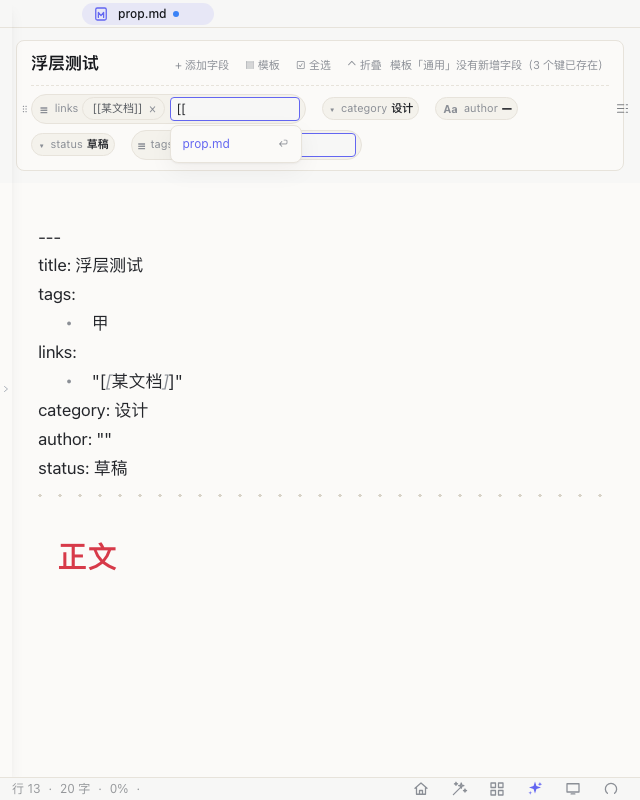 prop.md
浮层测试 + 添加字段 模板 全选 折叠 模板「通用」没有新增字段（3 个键已存在）
links [[某文档]] × [[ category 设计 Aa author —
status 草稿 tags
prop.md
---
title: 浮层测试
tags:
• 甲
links:
• "[[某文档]]"
category: 设计
author: ""
status: 草稿
正文
行 13 · 20 字 · 0% ·